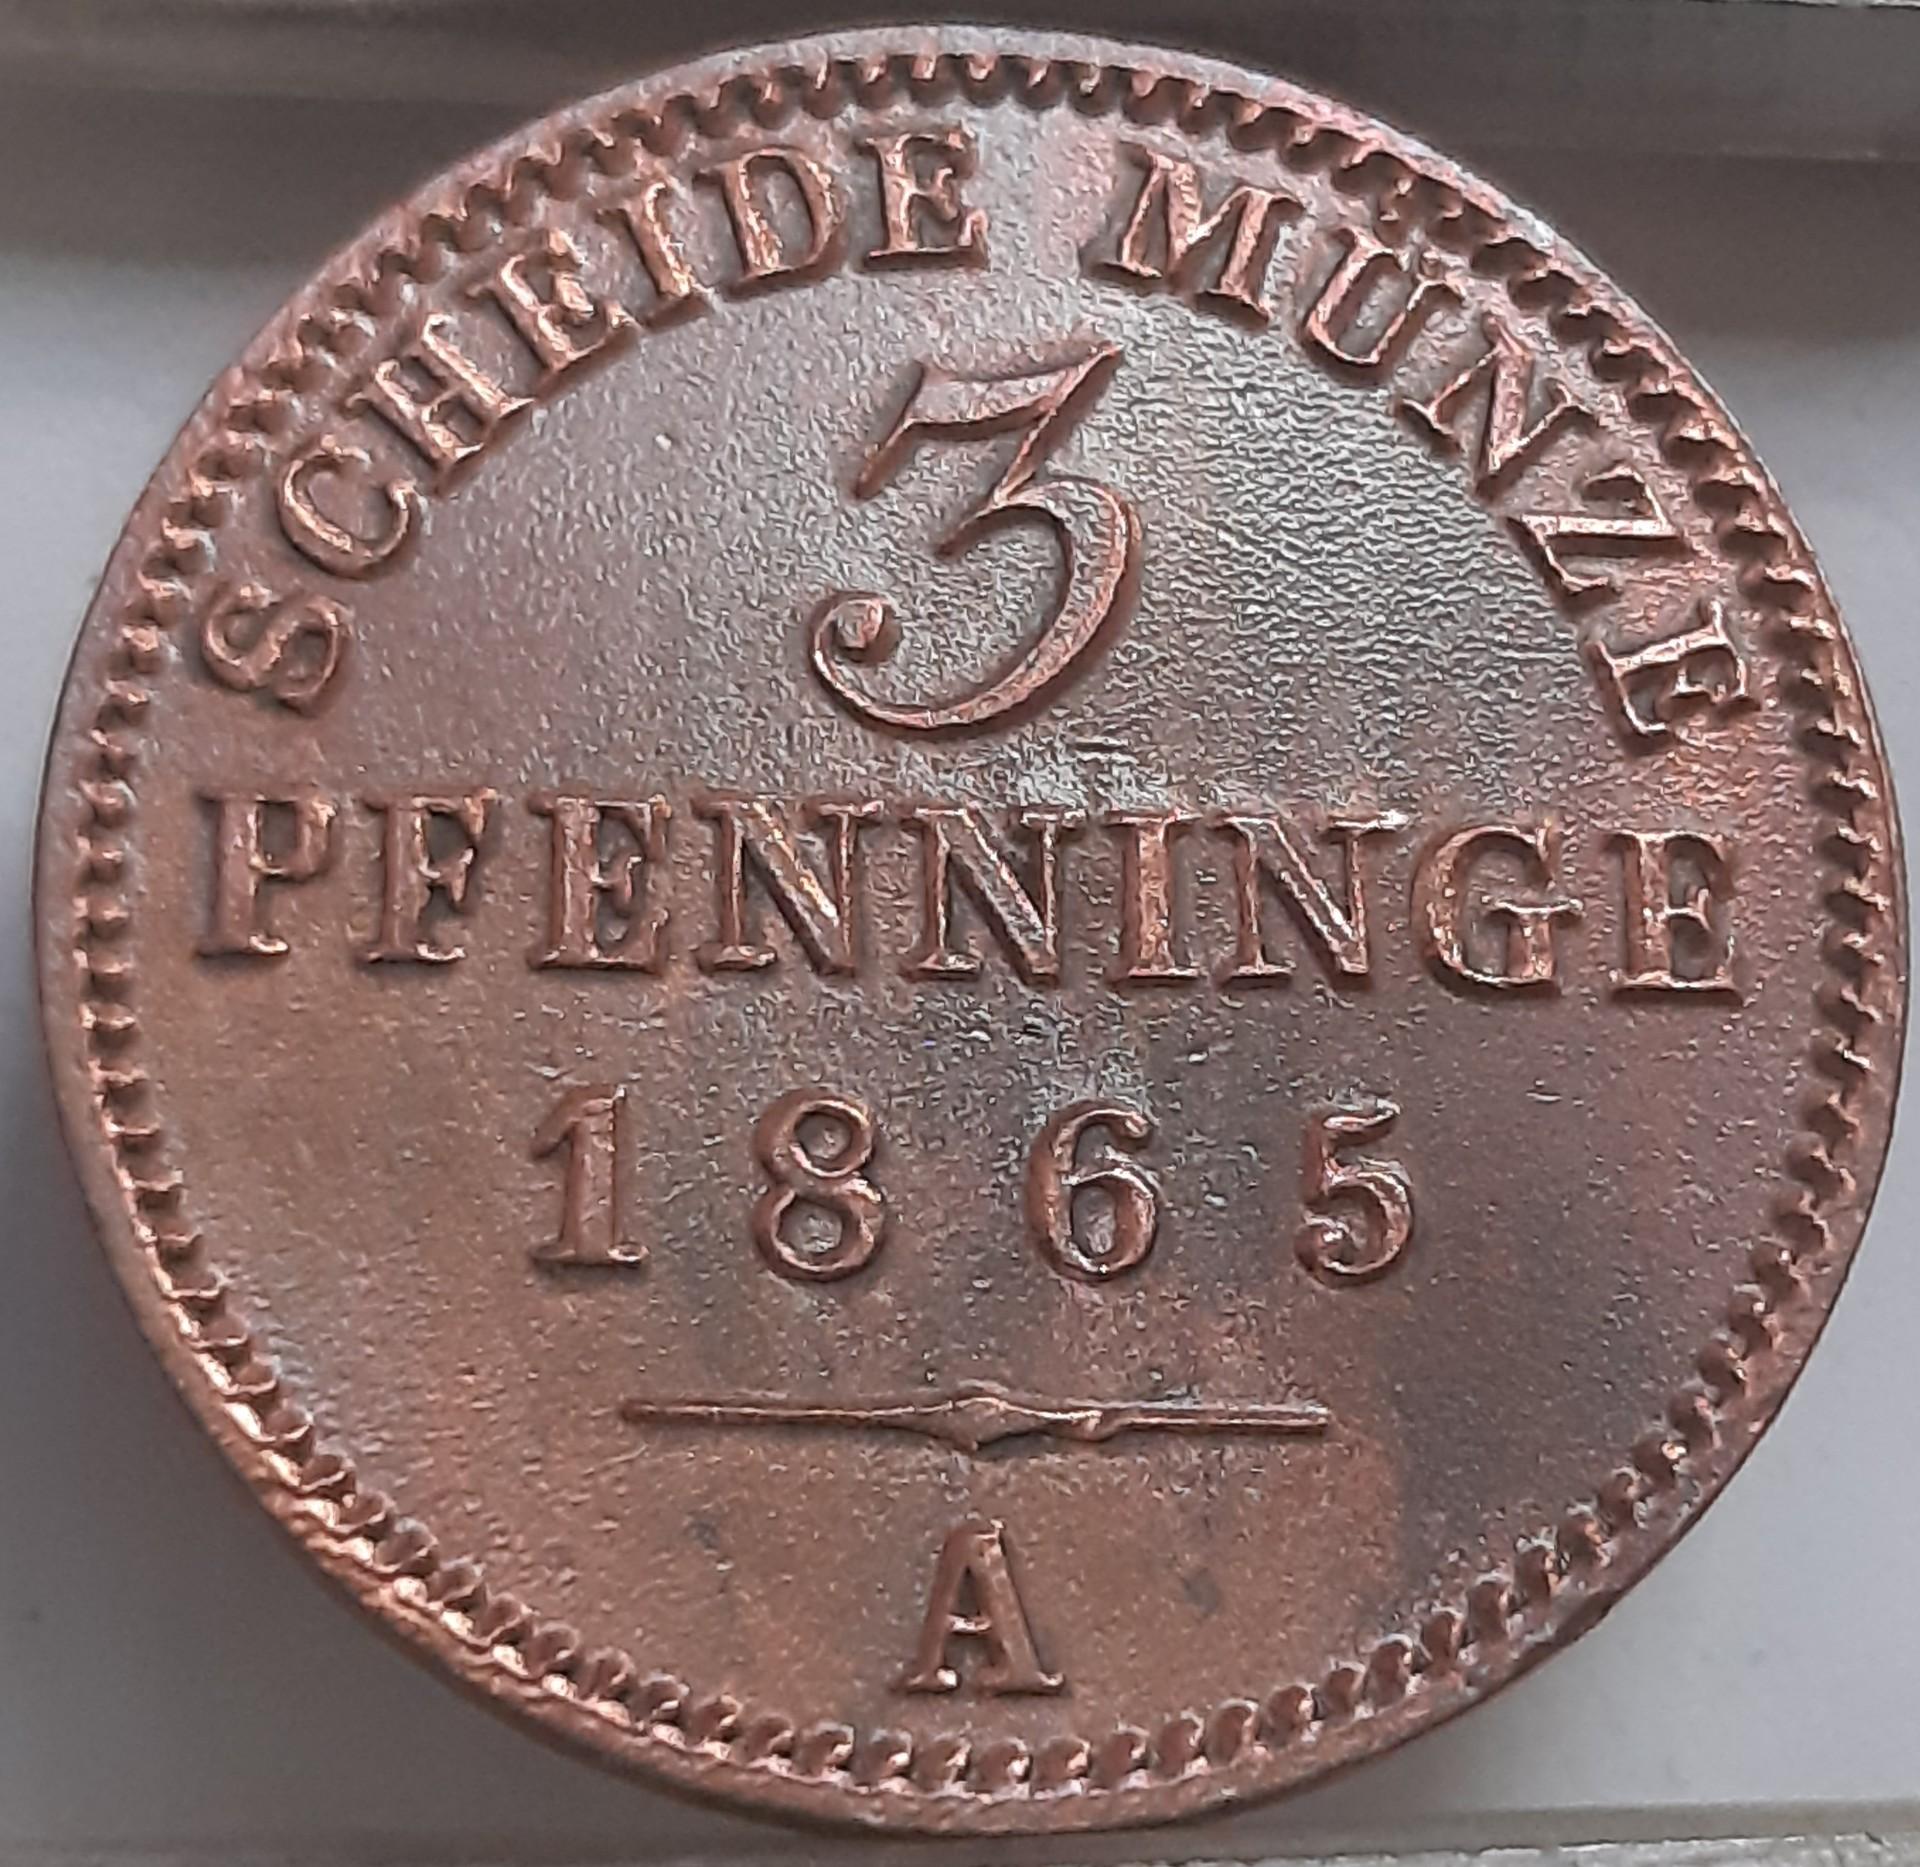 SCHEIDE MÜNZE
3
PFENNINGE
1865
A